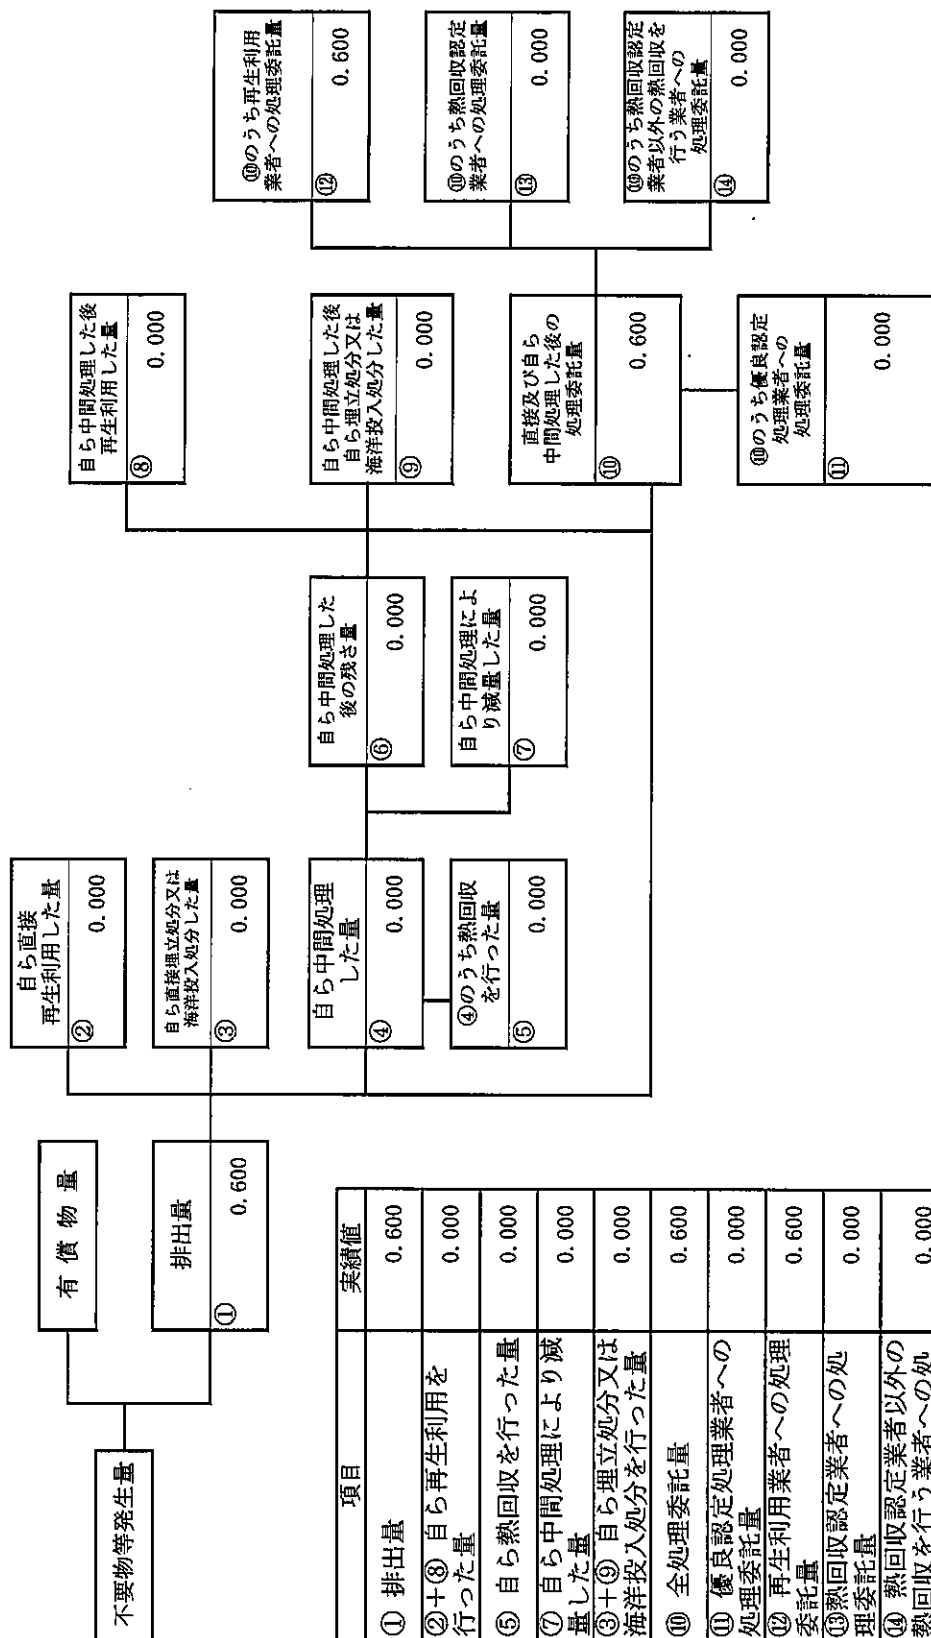 不要物等発生量
有償物量
排出量
①
0.600
自ら直接
再生利用した量
②
0.000
自ら直接埋立処分又は
海洋投入処分した量
③
0.000
自ら中間処理
した量
④
0.000
④のうち熱回収
を行った量
⑤
0.000
自ら中間処理した
後の残さ量
⑥
0.000
自ら中間処理によ
り減量した量
⑦
0.000
自ら中間処理した後
再生利用した量
⑧
0.000
自ら中間処理した後
自ら埋立処分又は
海洋投入処分した量
⑨
0.000
直接及び自ら
中間処理した後の
処理委託量
⑩
0.600
⑩のうち優良認定
処理業者への
処理委託量
⑪
0.000
⑩のうち再生利用
業者への処理委託量
⑫
0.600
⑩のうち熱回収認定
業者への処理委託量
⑬
0.000
⑩のうち熱回収認定
業者以外の熱回収を
行う業者への
処理委託量
⑭
0.000
項目 実績値
① 排出量 0.600
②+⑧ 自ら再生利用を
行った量 0.000
⑤ 自ら熱回収を行った量 0.000
⑦ 自ら中間処理により減
量した量 0.000
③+⑨ 自ら埋立処分又は
海洋投入処分を行った量 0.000
⑩ 全処理委託量 0.600
⑪ 優良認定処理業者への
処理委託量 0.000
⑫ 再生利用業者への処理
委託量 0.600
⑬熱回収認定業者への処
理委託量 0.000
⑭ 熱回収認定業者以外の
熱回収を行う業者への処 0.000